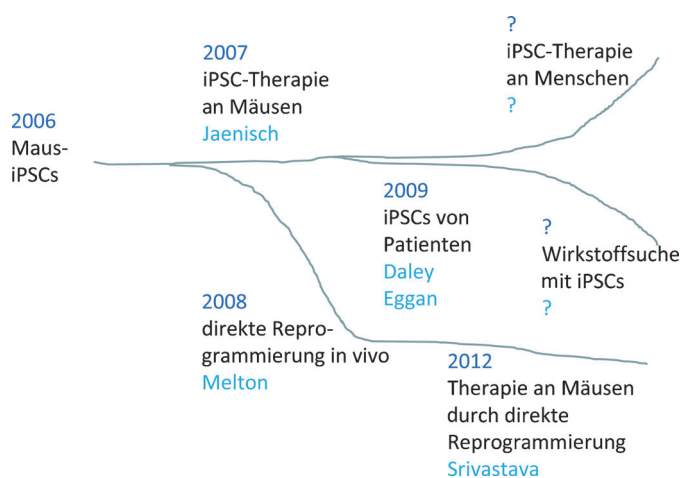 2006
Maus-
iPSCs
2007
iPSC-Therapie
an Mäusen
Jaenisch
?
iPSC-Therapie
an Menschen
?
2009
iPSCs von
Patienten
Daley
Eggan
?
Wirkstoffsuche
mit iPSCs
?
2008
direkte Repro-
grammierung in vivo
Melton
2012
Therapie an Mäusen
durch direkte
Reprogrammierung
Srivastava